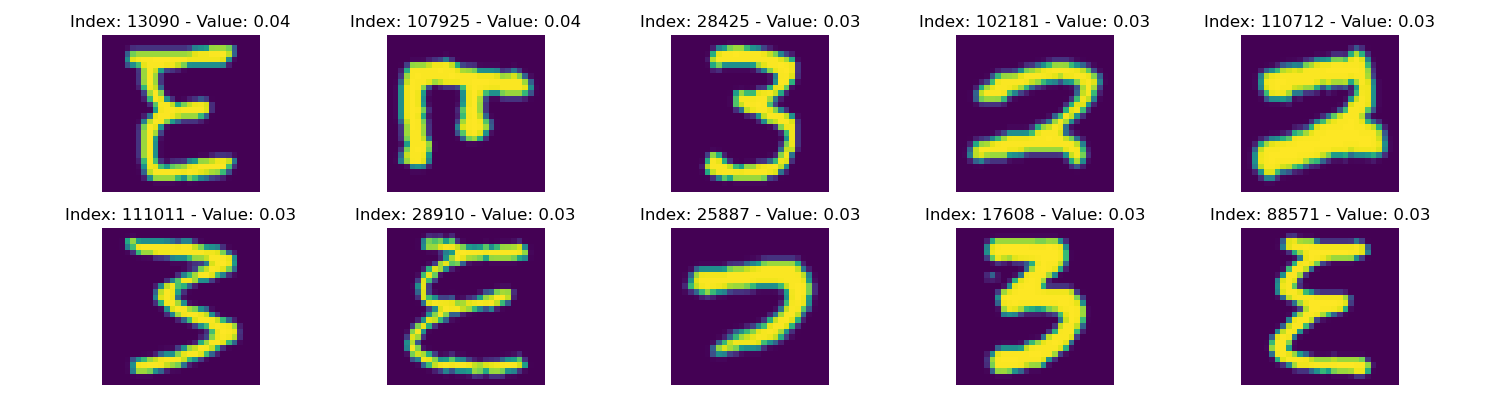 Index: 13090 - Value: 0.04 Index: 107925 - Value: 0.04 Index: 28425 - Value: 0.03 Index: 102181 - Value: 0.03 Index: 110712 - Value: 0.03
Index: 111011 - Value: 0.03 Index: 28910 - Value: 0.03 Index: 25887 - Value: 0.03 Index: 17608 - Value: 0.03 Index: 88571 - Value: 0.03